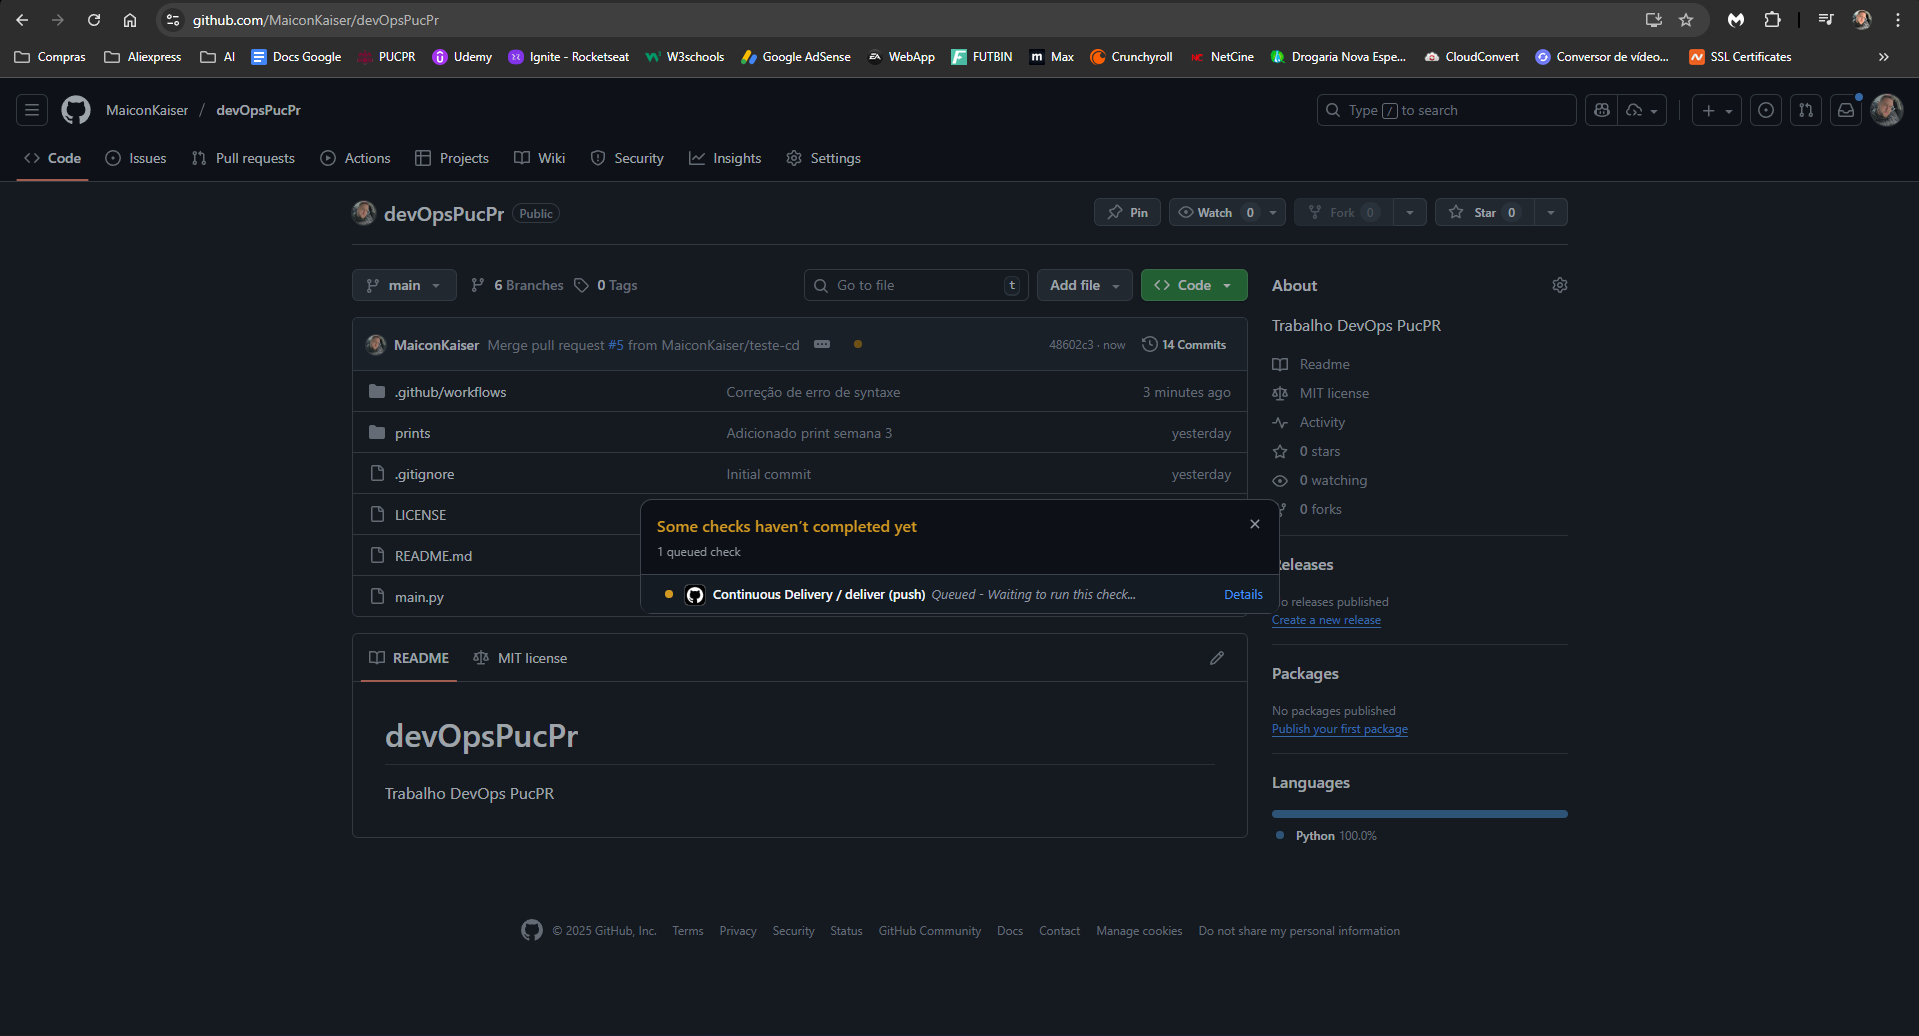 github.com/MaiconKaiser/devOpsPucPr
Compras Aliexpress AI Docs Google PUCPR Udemy Ignite - Rocketseat W3schools Google AdSense WebApp FUTBIN Max Crunchyroll NetCine Drogaria Nova Espe... CloudConvert Conversor de vídeo... SSL Certificates
MaiconKaiser / devOpsPucPr Type / to search
Code Issues Pull requests Actions Projects Wiki Security Insights Settings
devOpsPucPr Public Pin Watch 0 Fork 0 Star 0
main 6 Branches 0 Tags Go to file t Add file Code
MaiconKaiser Merge pull request #5 from MaiconKaiser/teste-cd 48602c3 · now 14 Commits
.github/workflows Correção de erro de syntaxe 3 minutes ago
prints Adicionado print semana 3 yesterday
.gitignore Initial commit yesterday
LICENSE
README.md
main.py
Some checks haven't completed yet
1 queued check
Continuous Delivery / deliver (push) Queued - Waiting to run this check... Details
README MIT license
devOpsPucPr
Trabalho DevOps PucPR
About
Trabalho DevOps PucPR
Readme
MIT license
Activity
0 stars
0 watching
0 forks
eleases
o releases published
Create a new release
Packages
No packages published
Publish your first package
Languages
Python 100.0%
© 2025 GitHub, Inc. Terms Privacy Security Status GitHub Community Docs Contact Manage cookies Do not share my personal information